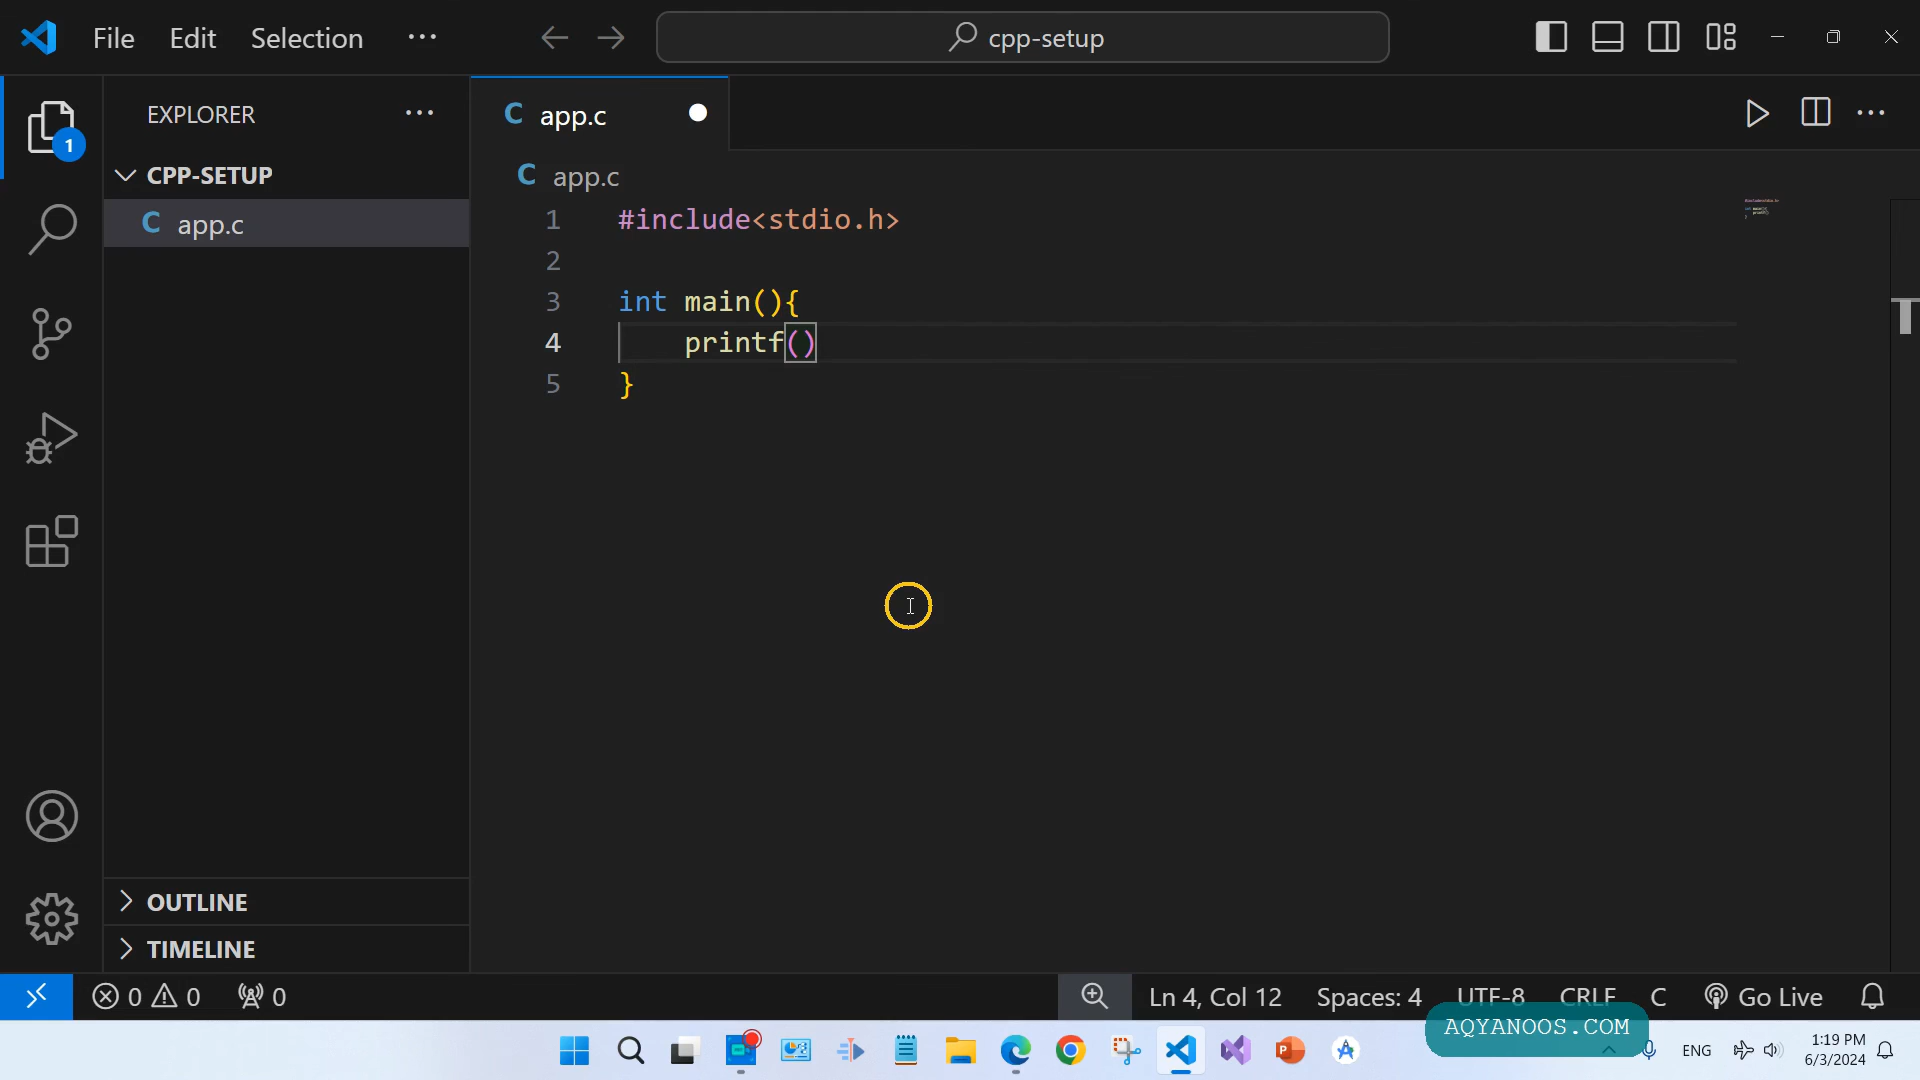 File Edit Selection ··· cpp-setup
EXPLORER ···
1
CPP-SETUP
C app.c
C app.c
C app.c
1 #include<stdio.h>
2
3 int main(){
4     printf()
5 }
OUTLINE
TIMELINE
0 0 0 Ln 4, Col 12 Spaces: 4 UTF-8 CRLF C Go Live
AQYANOOS.COM
P
ENG
1:19 PM
6/3/2024